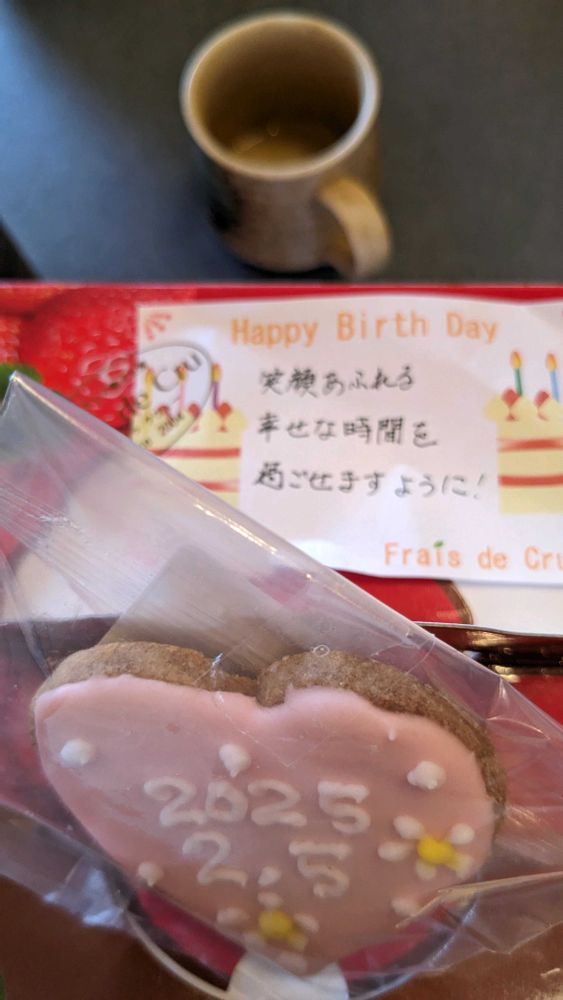 Happy Birth Day
笑顔あふれる
幸せな時間を
過ごせますように!
Frais de Cru
2025
2.5